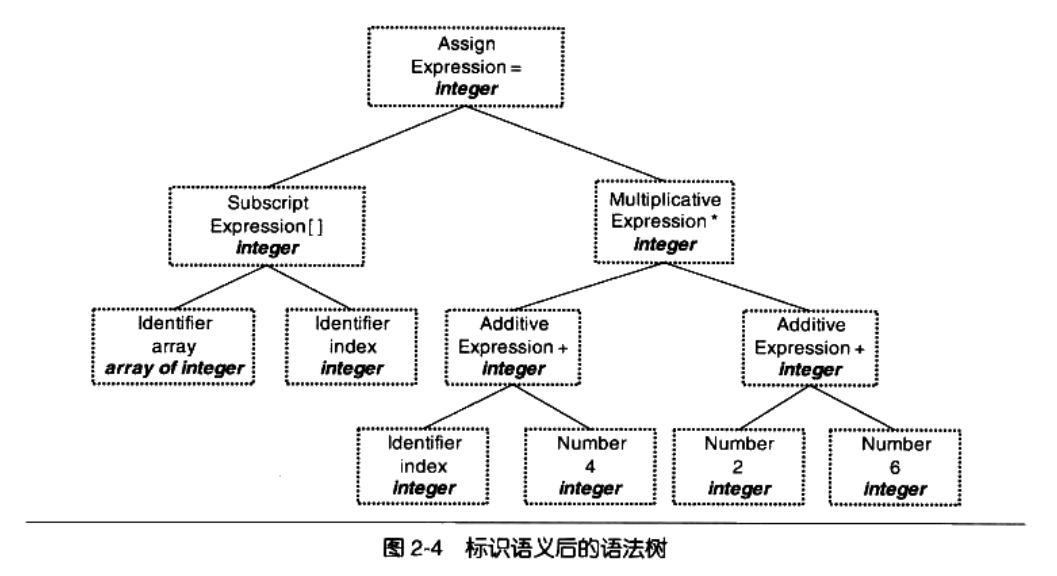 Assign
Expression =
integer
Subscript
Expression [ ]
integer
Multiplicative
Expression *
integer
Identifier
array
array of integer
Identifier
index
integer
Additive
Expression +
integer
Additive
Expression +
integer
Identifier
index
integer
Number
4
integer
Number
2
integer
Number
6
integer
图 2-4 标识语义后的语法树